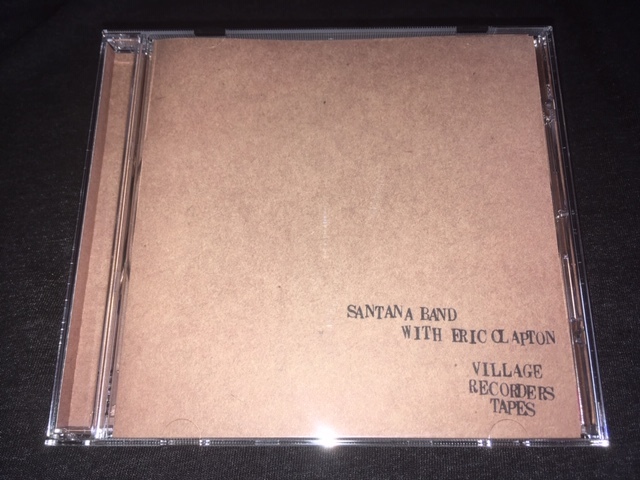 SANTANA BAND
WITH ERIC CLAPTON
VILLAGE
RECORDERS
TAPES